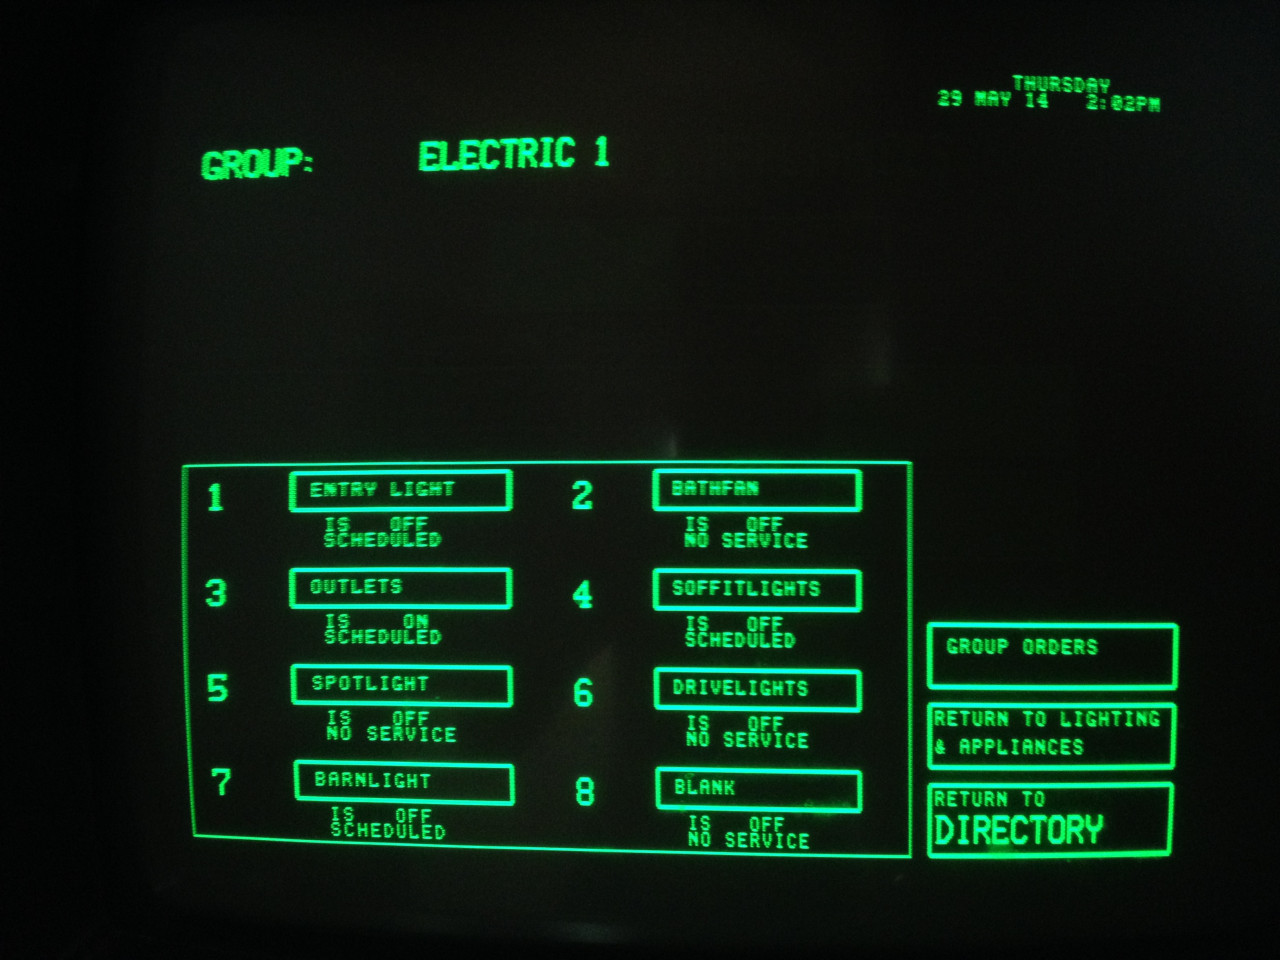 THURSDAY
29 MAY 14 2:02PM
GROUP: ELECTRIC 1
1 ENTRY LIGHT
IS OFF
SCHEDULED
2 BATHFAN
IS OFF
NO SERVICE
3 OUTLETS
IS ON
SCHEDULED
4 SOFFITLIGHTS
IS OFF
SCHEDULED
5 SPOTLIGHT
IS OFF
NO SERVICE
6 DRIVELIGHTS
IS OFF
NO SERVICE
7 BARNLIGHT
IS OFF
SCHEDULED
8 BLANK
IS OFF
NO SERVICE
GROUP ORDERS
RETURN TO LIGHTING
& APPLIANCES
RETURN TO
DIRECTORY